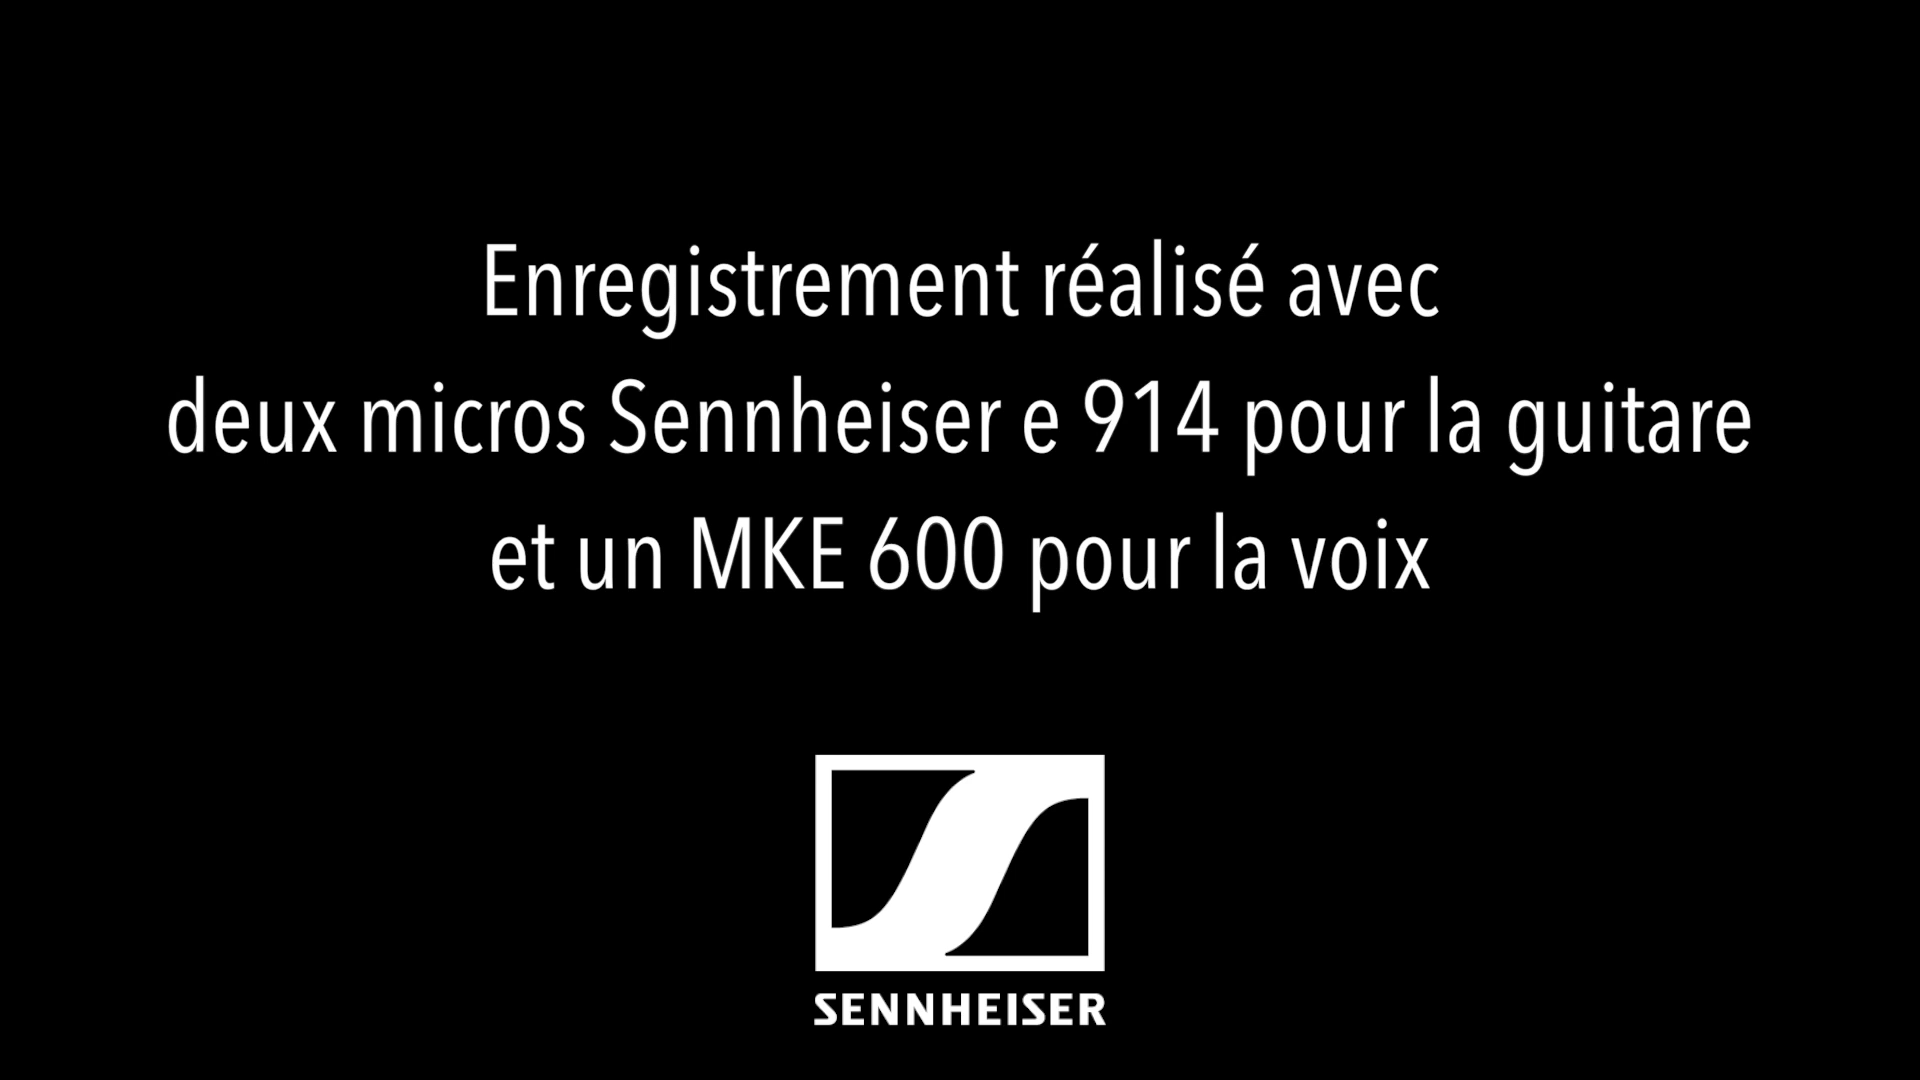 Enregistrement réalisé avec
deux micros Sennheiser e 914 pour la guitare
et un MKE 600 pour la voix
SENNHEISER